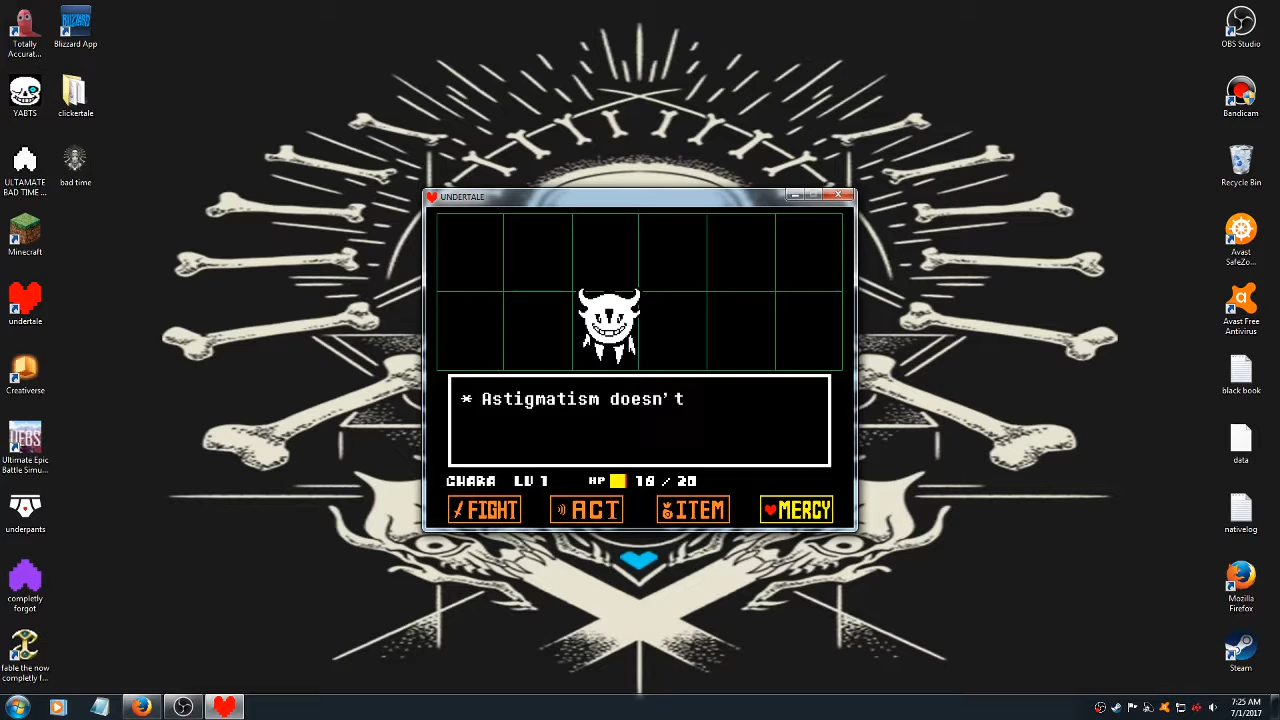 Totally
Accurat...
Blizzard App
YABTS
clickertale
ULTAMATE
BAD TIME ...
bad time
Minecraft
undertale
Creativerse
Ultimate Epic
Battle Simu...
underpants
completly
forgot
fable the now
completly f...
OBS Studio
Bandicam
Recycle Bin
Avast
SafeZo...
Avast Free
Antivirus
black book
data
nativelog
Mozilla
Firefox
Steam
BLIZZARD
UEBS
UNDERTALE
* Astigmatism doesn't
CHARA LV 1 HP 18 / 20
FIGHT ACT ITEM MERCY
7:25 AM
7/1/2017